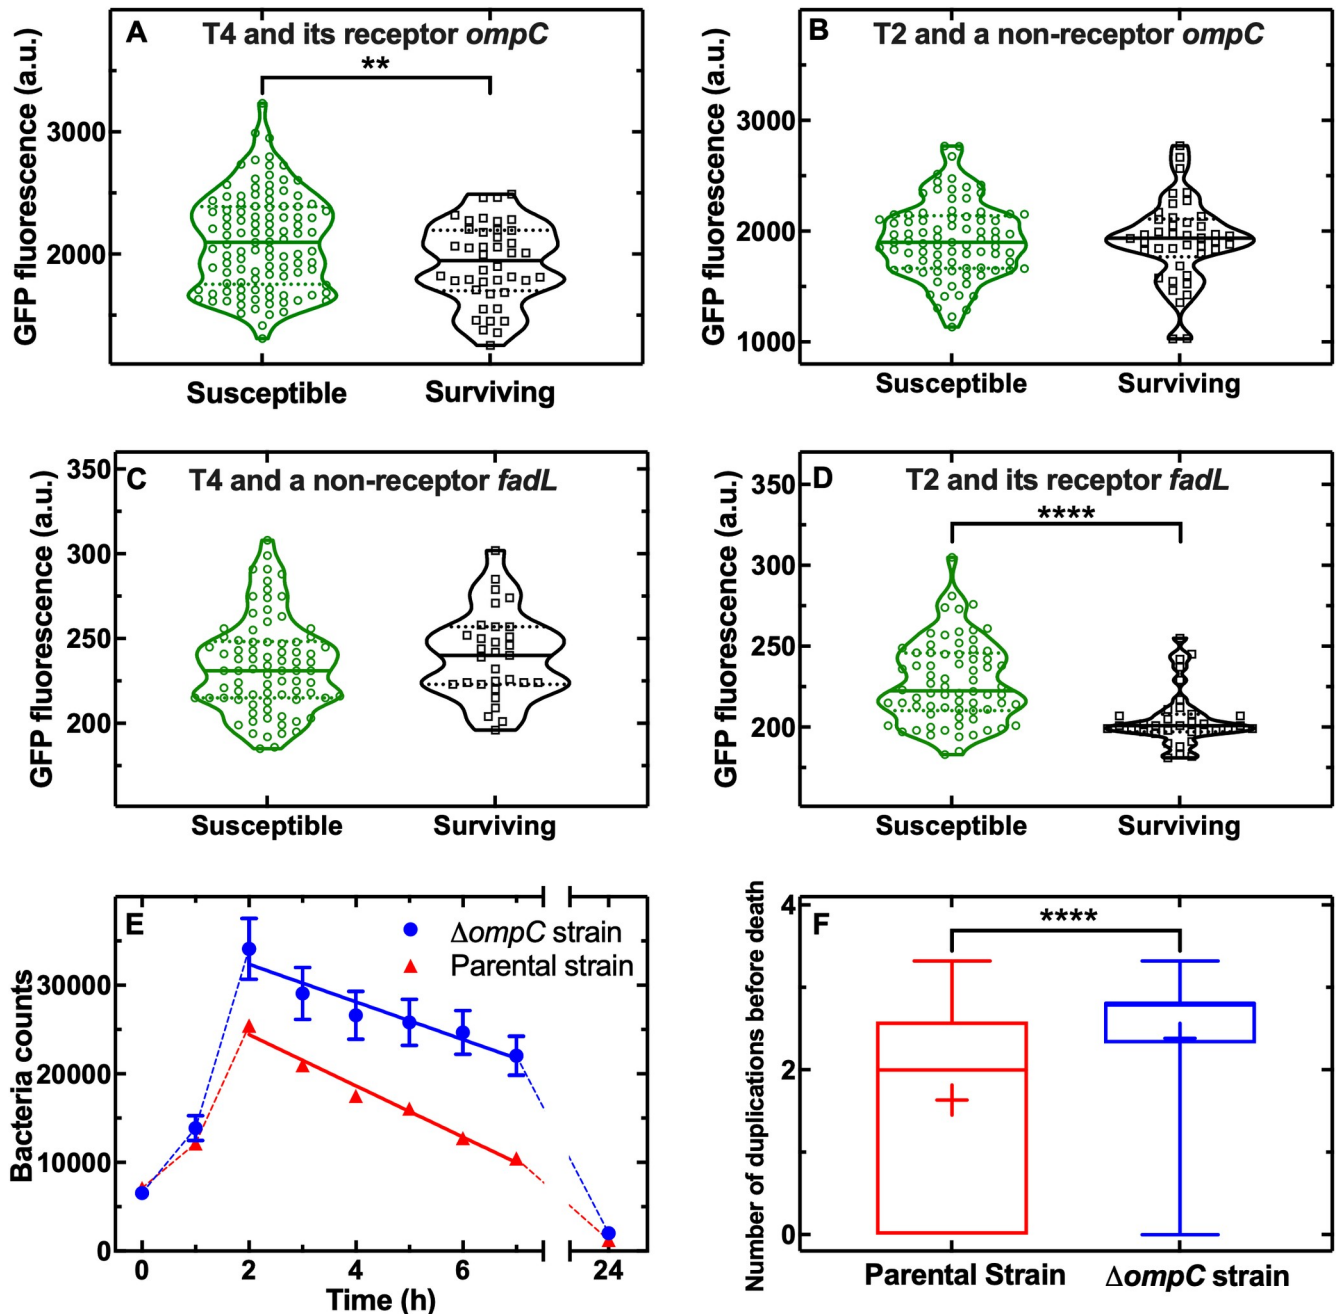 A
T4 and its receptor ompC
**
GFP fluorescence (a.u.)
3000
2000
Susceptible
Surviving
B
T2 and a non-receptor ompC
GFP fluorescence (a.u.)
3000
2000
1000
Susceptible
Surviving
C
T4 and a non-receptor fadL
GFP fluorescence (a.u.)
350
300
250
200
Susceptible
Surviving
D
T2 and its receptor fadL
****
GFP fluorescence (a.u.)
350
300
250
200
Susceptible
Surviving
E
ΔompC strain
Parental strain
Bacteria counts
30000
20000
10000
0
0
2
4
6
24
Time (h)
F
****
Number of duplications before death
4
2
0
Parental Strain
ΔompC strain